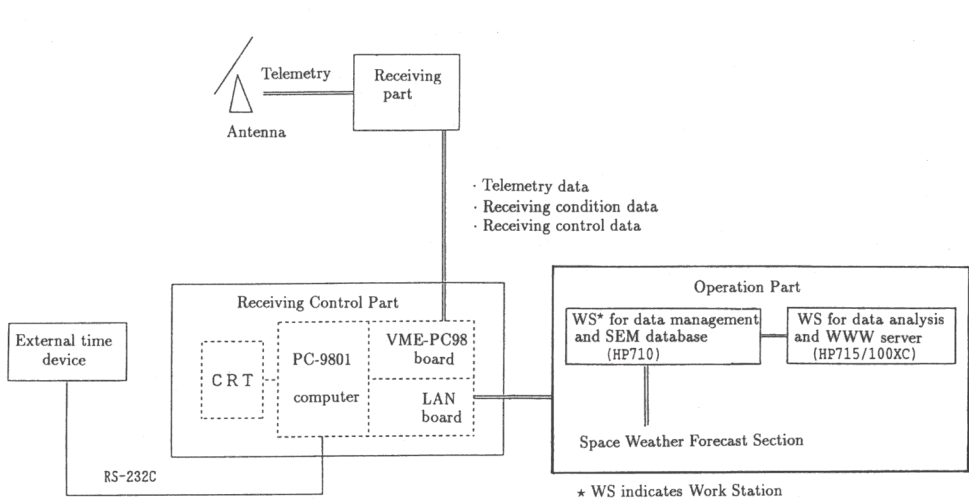 Telemetry
Antenna
Receiving
part
· Telemetry data
· Receiving condition data
· Receiving control data
Receiving Control Part
External time
device
CRT
PC-9801
computer
VME-PC98
board
LAN
board
RS-232C
Operation Part
WS* for data management
and SEM database
(HP710)
WS for data analysis
and WWW server
(HP715/100XC)
Space Weather Forecast Section
★ WS indicates Work Station